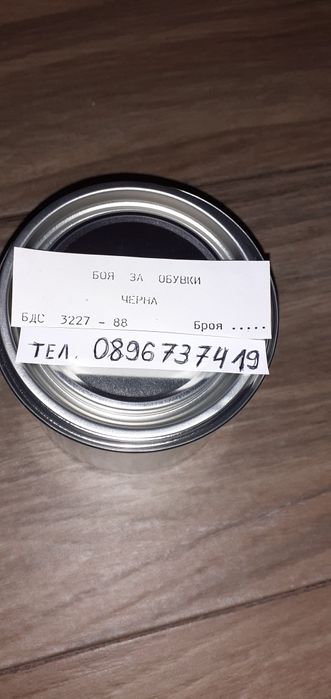 БОЯ ЗА ОБУВКИ
ЧЕРНА
БДС 3227 - 88 Броя .....
ТЕЛ. 0896737419